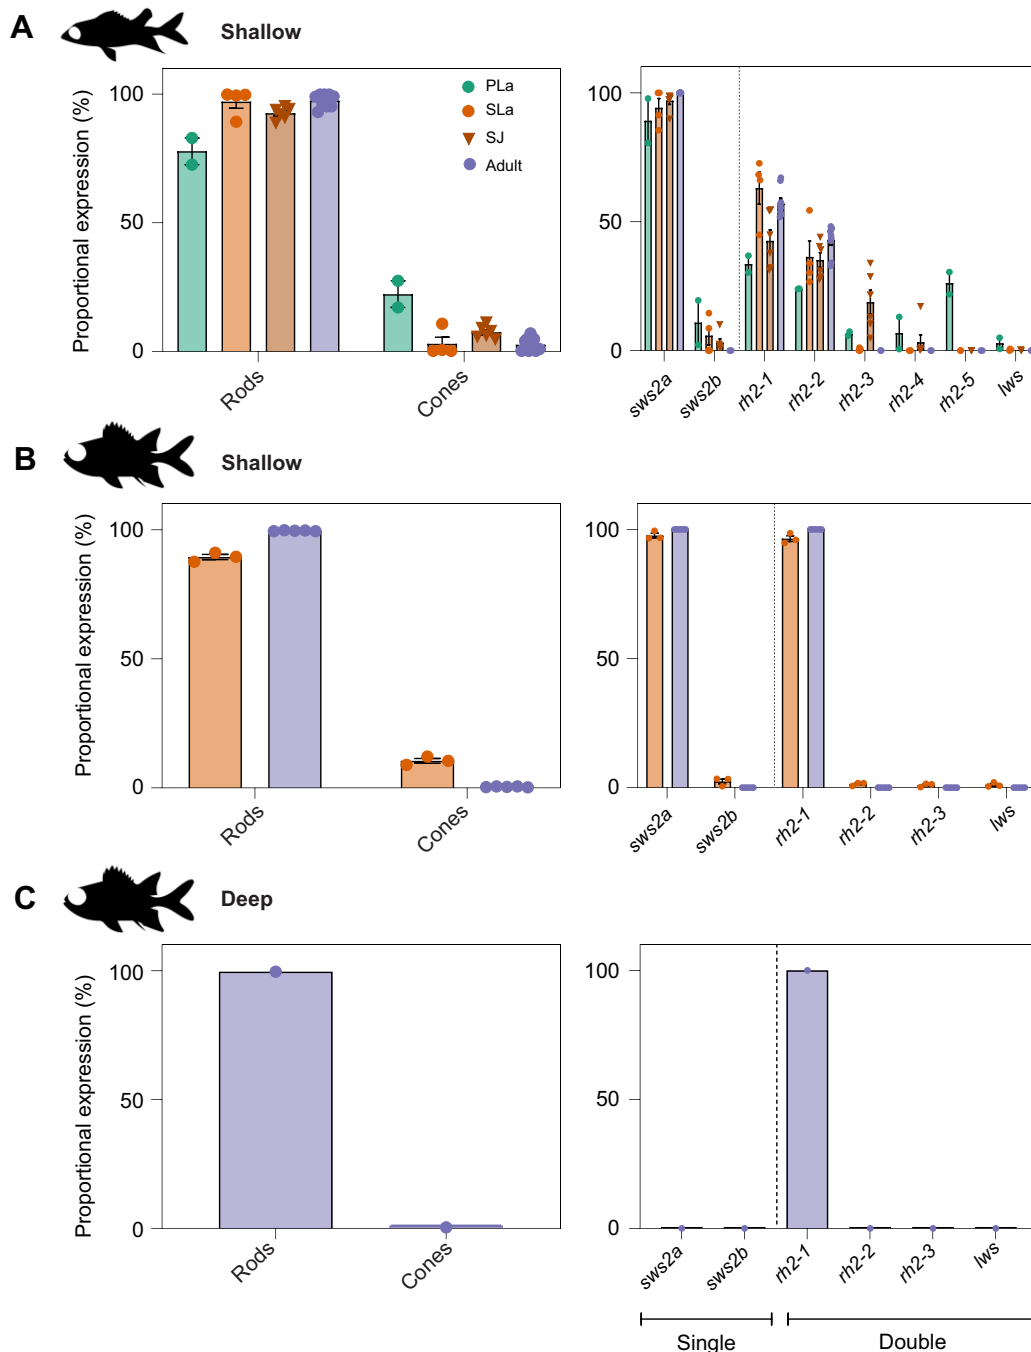 A
Shallow
Proportional expression (%)
100
50
0
Rods
Cones
PLa
SLa
SJ
Adult
100
50
0
sws2a
sws2b
rh2-1
rh2-2
rh2-3
rh2-4
rh2-5
lws
B
Shallow
Proportional expression (%)
100
50
0
Rods
Cones
100
50
0
sws2a
sws2b
rh2-1
rh2-2
rh2-3
lws
C
Deep
Proportional expression (%)
100
50
0
Rods
Cones
100
50
0
sws2a
sws2b
rh2-1
rh2-2
rh2-3
lws
Single
Double